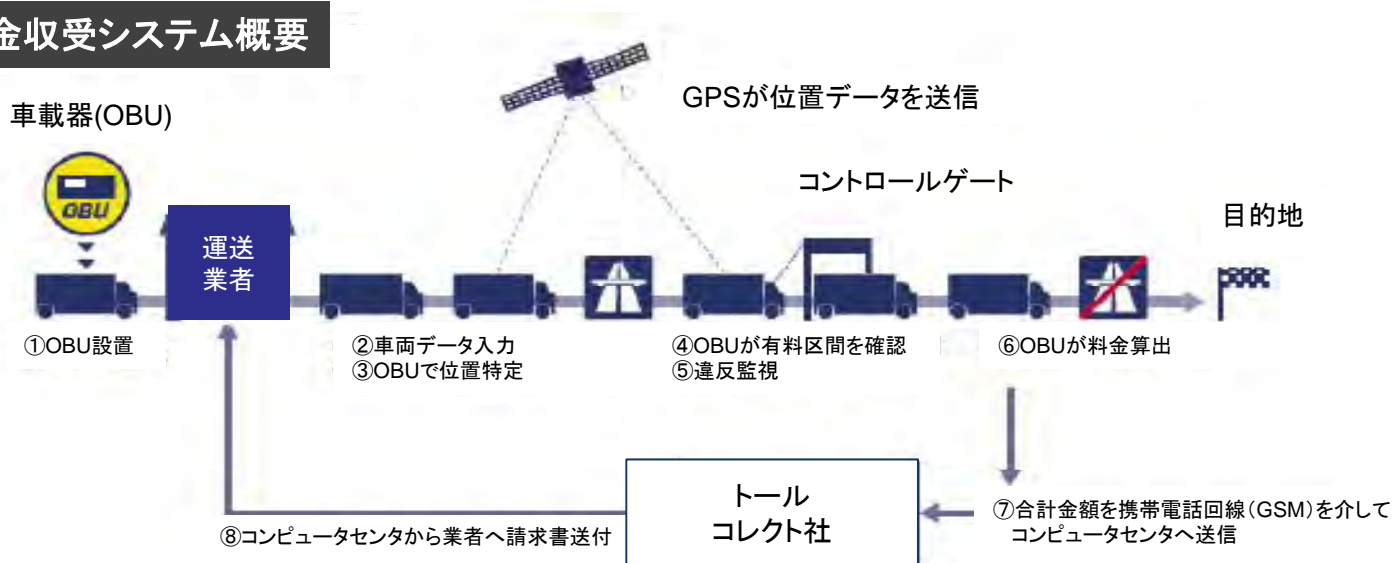 金収受システム概要
車載器(OBU)
GPSが位置データを送信
コントロールゲート
目的地
OBU
運送
業者
①OBU設置
②車両データ入力
③OBUで位置特定
④OBUが有料区間を確認
⑤違反監視
⑥OBUが料金算出
⑦合計金額を携帯電話回線(GSM)を介して
コンピュータセンタへ送信
トール
コレクト社
⑧コンピュータセンタから業者へ請求書送付